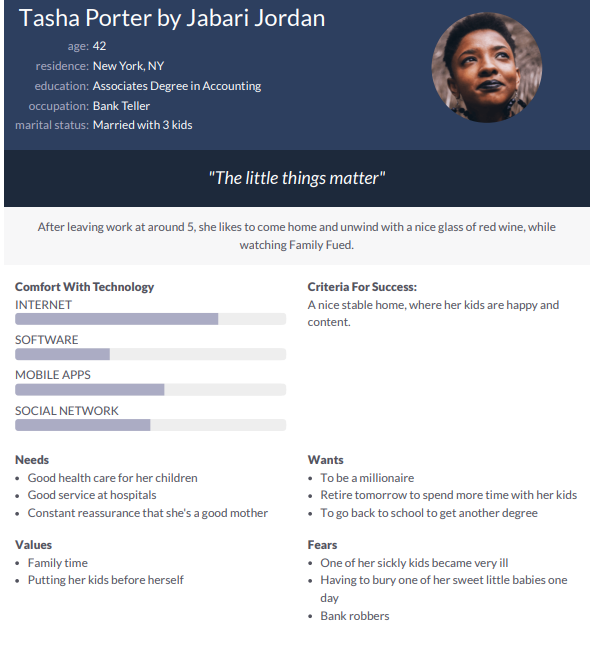 Tasha Porter by Jabari Jordan
age: 42
residence: New York, NY
education: Associates Degree in Accounting
occupation: Bank Teller
marital status: Married with 3 kids
"The little things matter"
After leaving work at around 5, she likes to come home and unwind with a nice glass of red wine, while
watching Family Fued.
Comfort With Technology
INTERNET
SOFTWARE
MOBILE APPS
SOCIAL NETWORK
Criteria For Success:
A nice stable home, where her kids are happy and
content.
Needs
• Good health care for her children
• Good service at hospitals
• Constant reassurance that she's a good mother
Wants
• To be a millionaire
• Retire tomorrow to spend more time with her kids
• To go back to school to get another degree
Values
• Family time
• Putting her kids before herself
Fears
• One of her sickly kids became very ill
• Having to bury one of her sweet little babies one
day
• Bank robbers